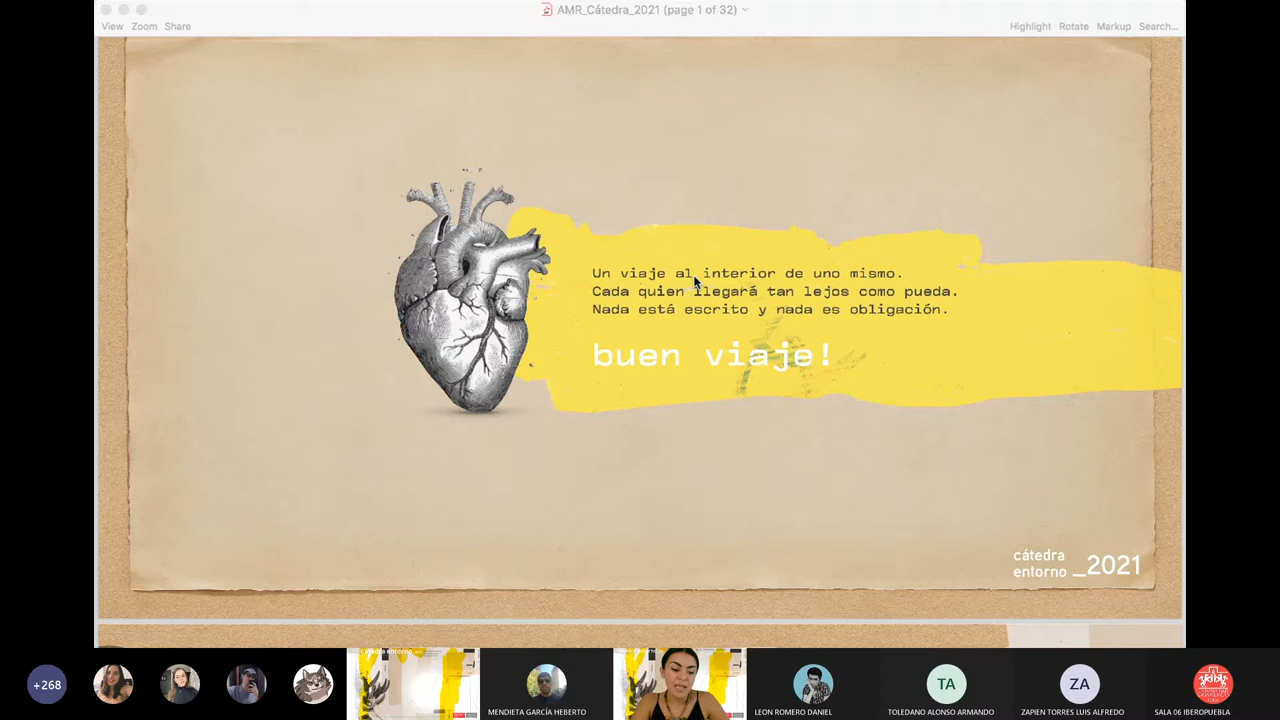 AMR_Cátedra_2021 (page 1 of 32)
View Zoom Share
Highlight Rotate Markup Search...
Un viaje al interior de uno mismo.
Cada quien llegará tan lejos como pueda.
Nada está escrito y nada es obligación.
buen viaje!
cátedra
entorno _2021
+268
cátedra entorno
MENDIETA GARCÍA HEBERTO
LEON ROMERO DANIEL
TA
TOLEDANO ALONSO ARMANDO
ZA
ZAPIEN TORRES LUIS ALFREDO
SALA 06 IBEROPUEBLA